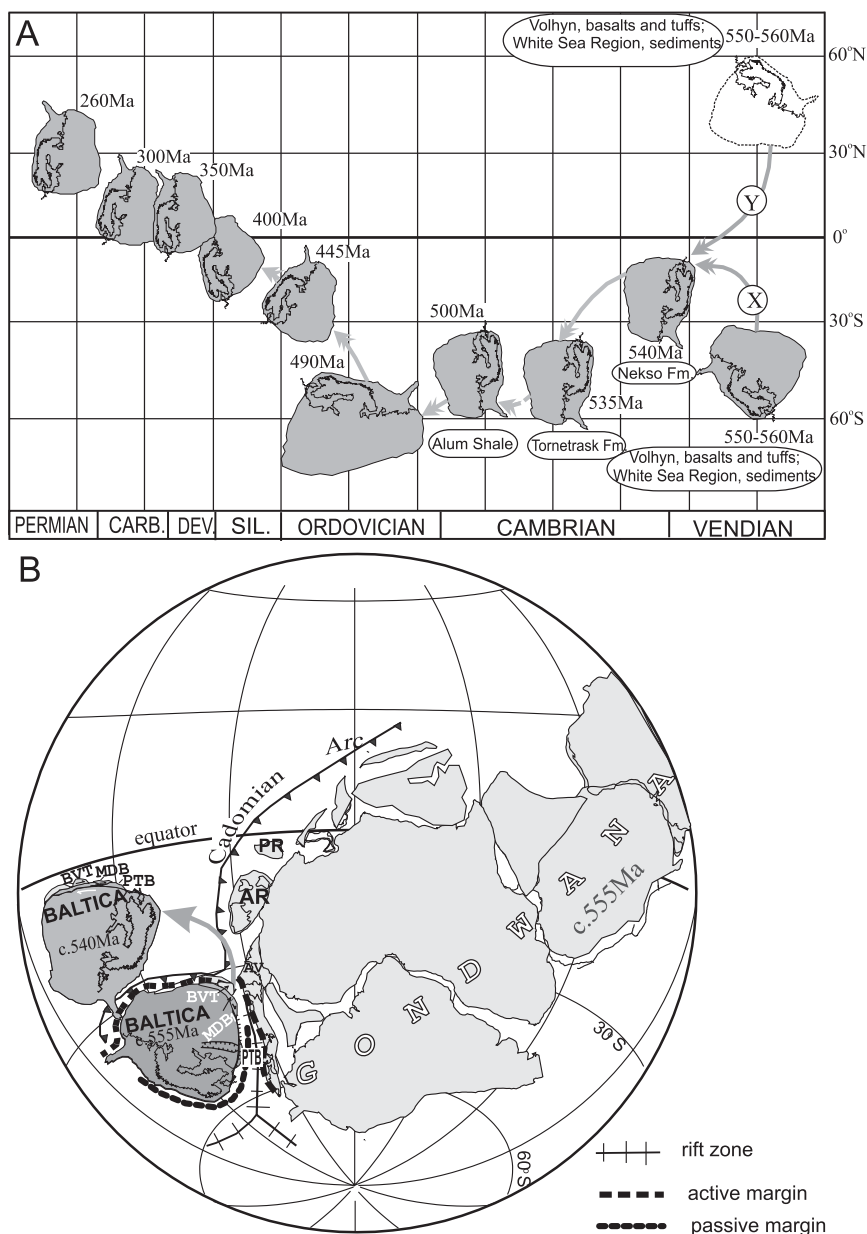 A
Volhyn, basalts and tuffs;
White Sea Region, sediments
550-560Ma
60°N
260Ma
300Ma
30°N
350Ma
Y
400Ma
0°
445Ma
X
500Ma
30°S
490Ma
540Ma
Nekso Fm.
535Ma
60°S
Alum Shale
Tornetrask Fm
550-560Ma
Volhyn, basalts and tuffs;
White Sea Region, sediments
PERMIAN CARB. DEV. SIL. ORDOVICIAN CAMBRIAN VENDIAN
B
Cadomian Arc
equator
PR
BVT MDB PTB
BALTICA
AR
c.540Ma
c.555Ma
AV
BVT
BALTICA
c.555Ma
MDB
PTB
GONDWANA
30°S
60°S
rift zone
active margin
passive margin